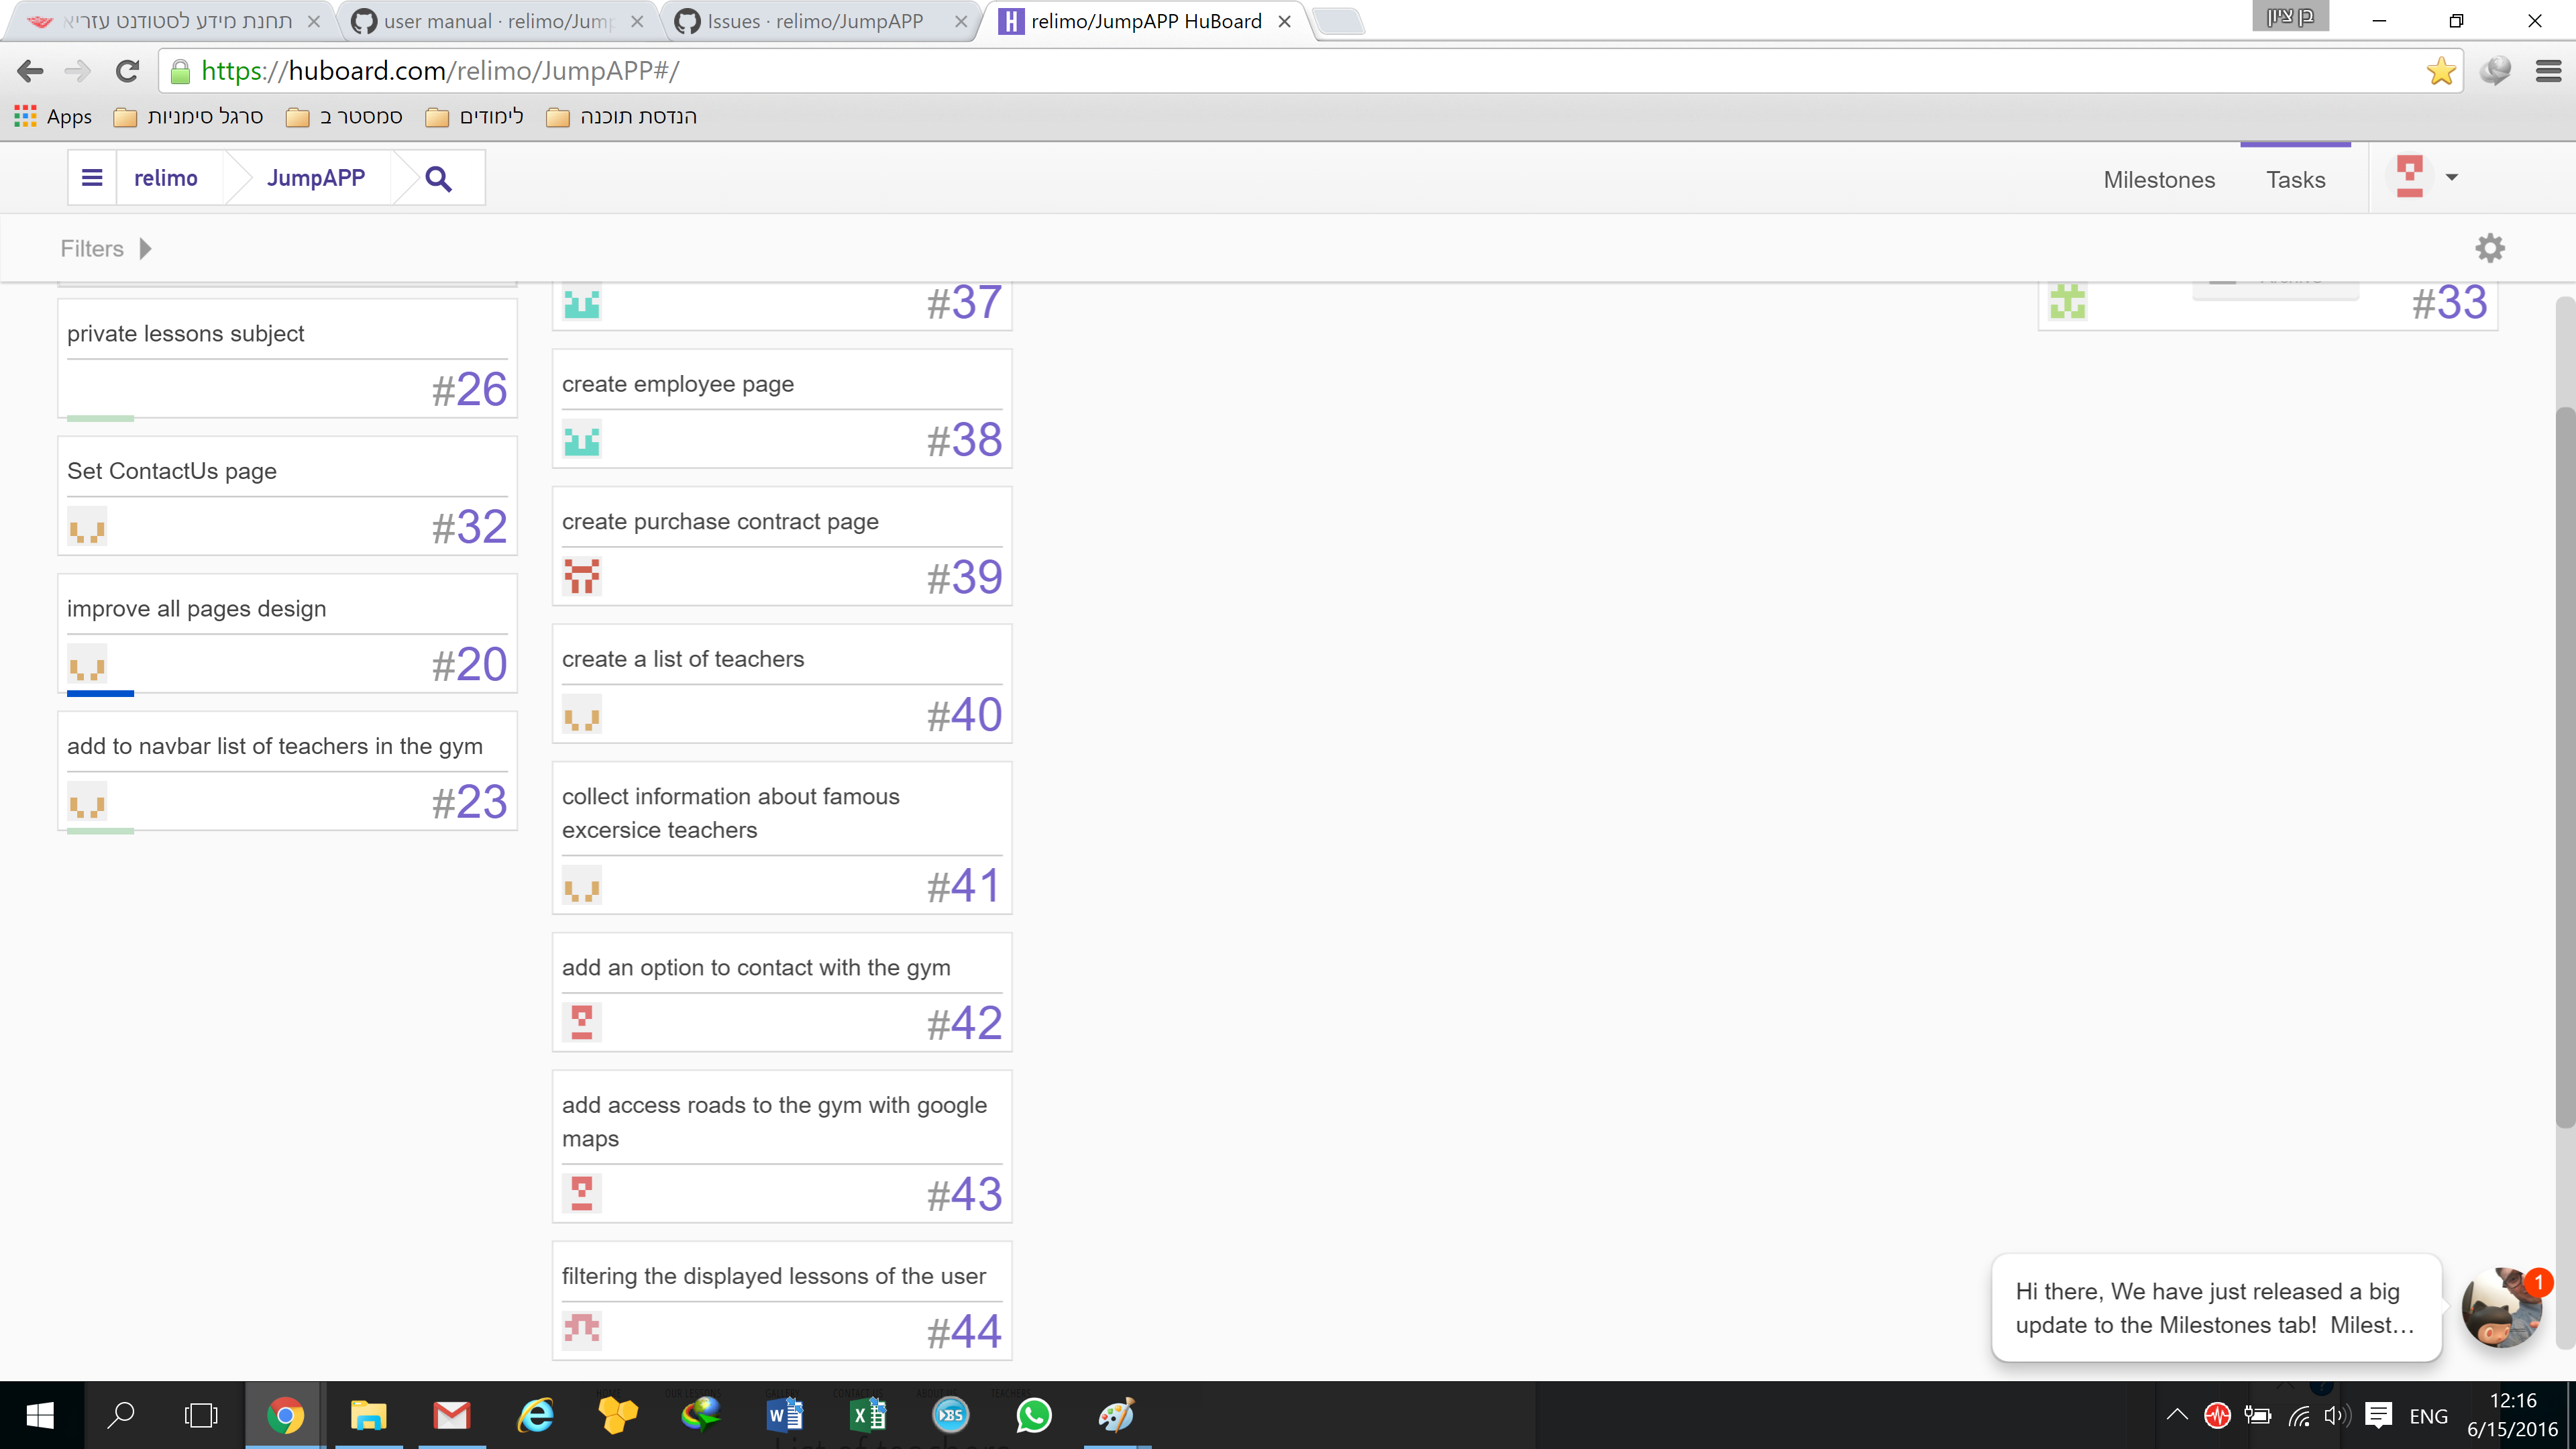 תחנת מידע לסטודנט עזריא
user manual · relimo/Jump
Issues · relimo/JumpAPP
relimo/JumpAPP HuBoard
בן ציון
https://huboard.com/relimo/JumpAPP#/
Apps
סרגל סימניות
סמסטר ב
לימודים
הנדסת תוכנה
relimo
JumpAPP
Milestones
Tasks
Filters
private lessons subject
#26
Set ContactUs page
#32
improve all pages design
#20
add to navbar list of teachers in the gym
#23
#37
create employee page
#38
create purchase contract page
#39
create a list of teachers
#40
collect information about famous
excersice teachers
#41
add an option to contact with the gym
#42
add access roads to the gym with google
maps
#43
filtering the displayed lessons of the user
#44
#33
Hi there, We have just released a big
update to the Milestones tab! Milest...
1
ENG
12:16
6/15/2016